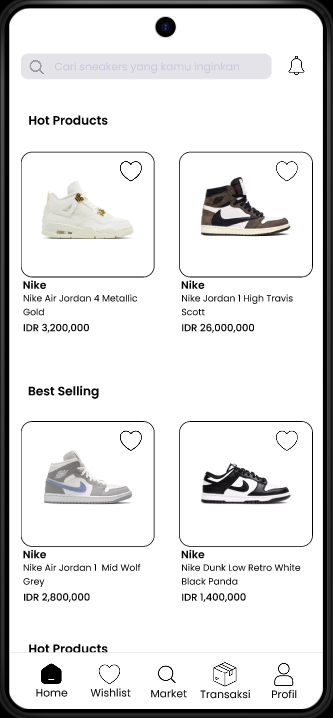 Cari sneakers yang kamu inginkan
Hot Products
Nike
Nike Air Jordan 4 Metallic
Gold
IDR 3,200,000
Nike
Nike Jordan 1 High Travis
Scott
IDR 26,000,000
Best Selling
Nike
Nike Air Jordan 1 Mid Wolf
Grey
IDR 2,800,000
Nike
Nike Dunk Low Retro White
Black Panda
IDR 1,400,000
Hot Products
Home
Wishlist
Market
Transaksi
Profil